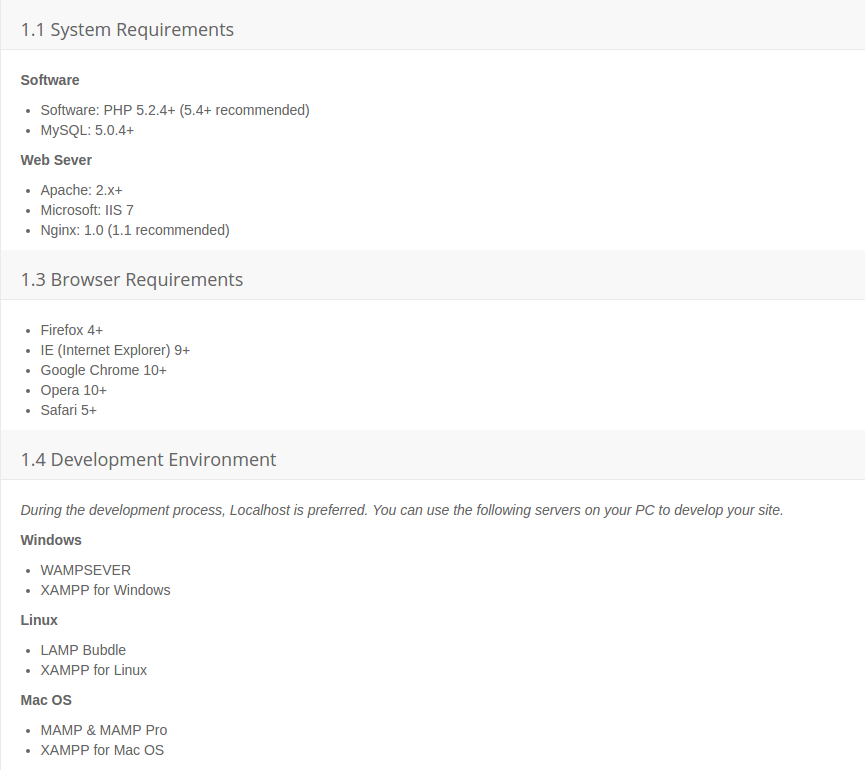 1.1 System Requirements
Software
Software: PHP 5.2.4+ (5.4+ recommended)
MySQL: 5.0.4+
Web Sever
Apache: 2.x+
Microsoft: IIS 7
Nginx: 1.0 (1.1 recommended)
1.3 Browser Requirements
Firefox 4+
IE (Internet Explorer) 9+
Google Chrome 10+
Opera 10+
Safari 5+
1.4 Development Environment
During the development process, Localhost is preferred. You can use the following servers on your PC to develop your site.
Windows
WAMPSEVER
XAMPP for Windows
Linux
LAMP Bubdle
XAMPP for Linux
Mac OS
MAMP & MAMP Pro
XAMPP for Mac OS